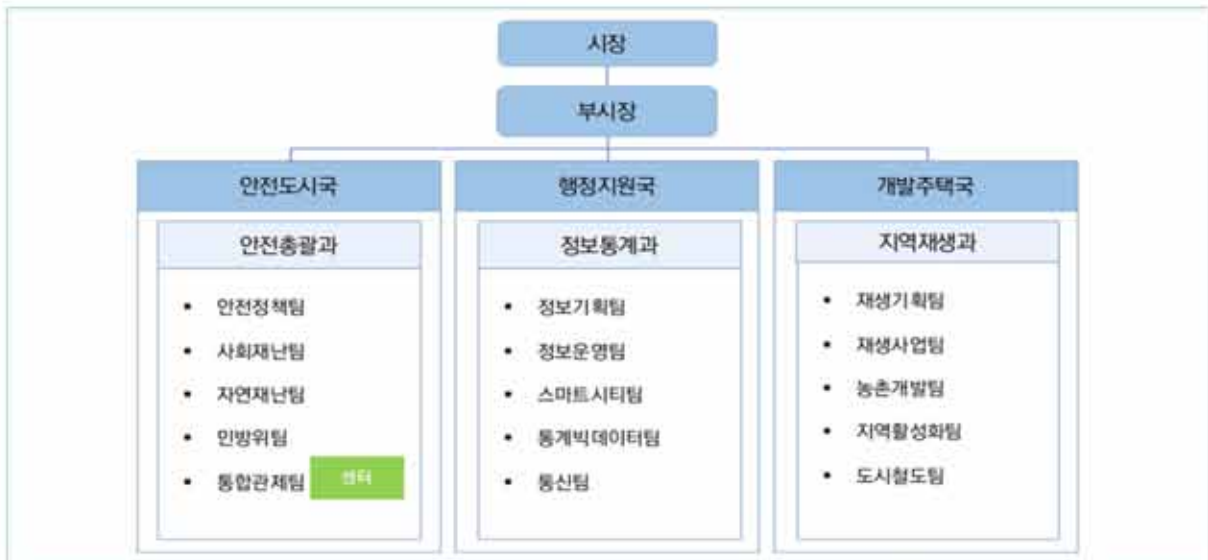 시장
부시장
안전도시국
안전총괄과
• 안전정책팀
• 사회재난팀
• 자연재난팀
• 민방위팀
• 통합관제팀 센터
행정지원국
정보통계과
• 정보기획팀
• 정보운영팀
• 스마트시티팀
• 통계빅데이터팀
• 통신팀
개발주택국
지역재생과
• 재생기획팀
• 재생사업팀
• 농촌개발팀
• 지역활성화팀
• 도시철도팀